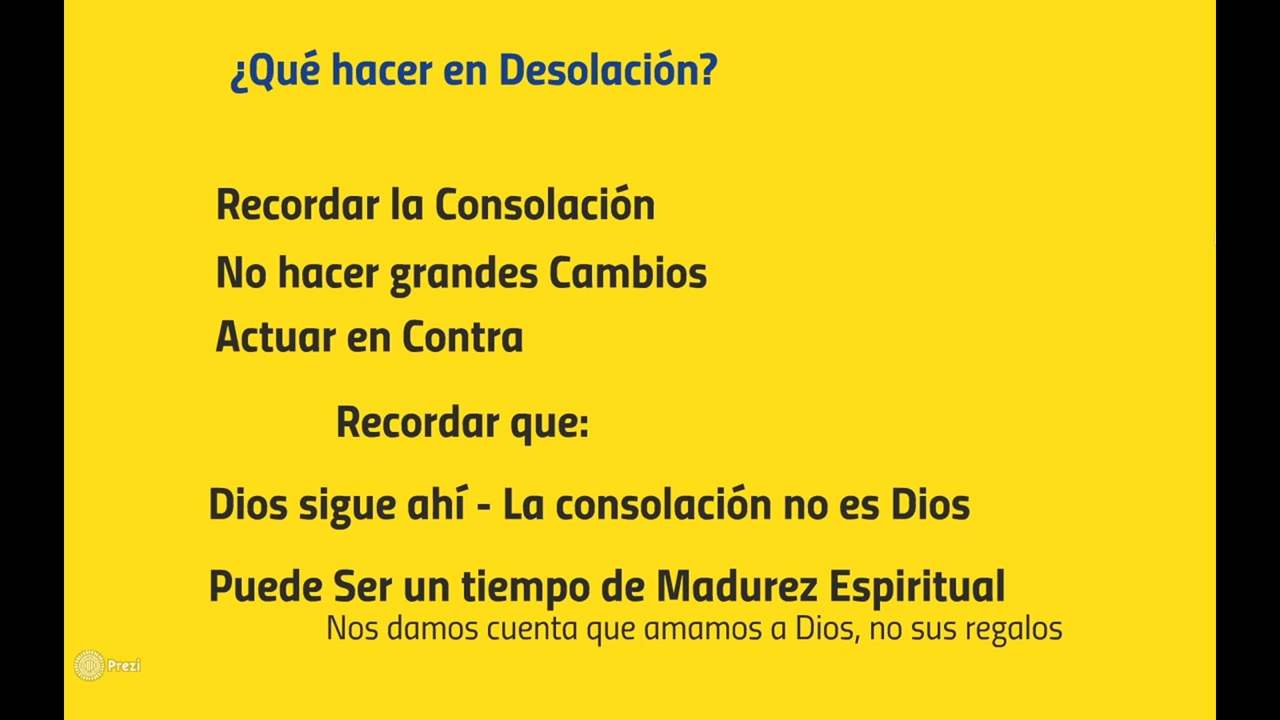 ¿Qué hacer en Desolación?
Recordar la Consolación
No hacer grandes Cambios
Actuar en Contra
Recordar que:
Dios sigue ahí - La consolación no es Dios
Puede Ser un tiempo de Madurez Espiritual
Nos damos cuenta que amamos a Dios, no sus regalos
Prezi